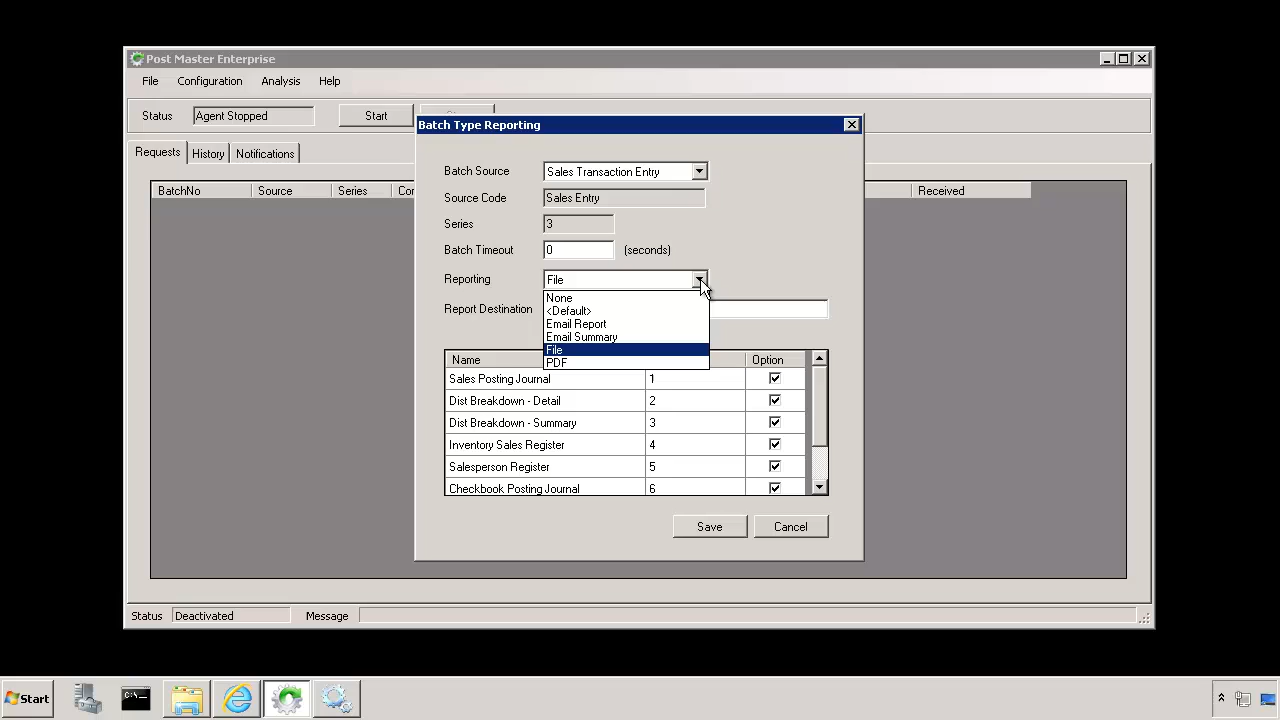 Post Master Enterprise
File Configuration Analysis Help
Status Agent Stopped Start
Batch Type Reporting
Requests History Notifications
BatchNo Source Series Received
Batch Source Sales Transaction Entry
Source Code Sales Entry
Series 3
Batch Timeout 0 (seconds)
Reporting File
None
<Default>
Email Report
Email Summary
File
PDF
Report Destination
Name Option
Sales Posting Journal 1
Dist Breakdown - Detail 2
Dist Breakdown - Summary 3
Inventory Sales Register 4
Salesperson Register 5
Checkbook Posting Journal 6
Save Cancel
Status Deactivated Message
Start
C:\_